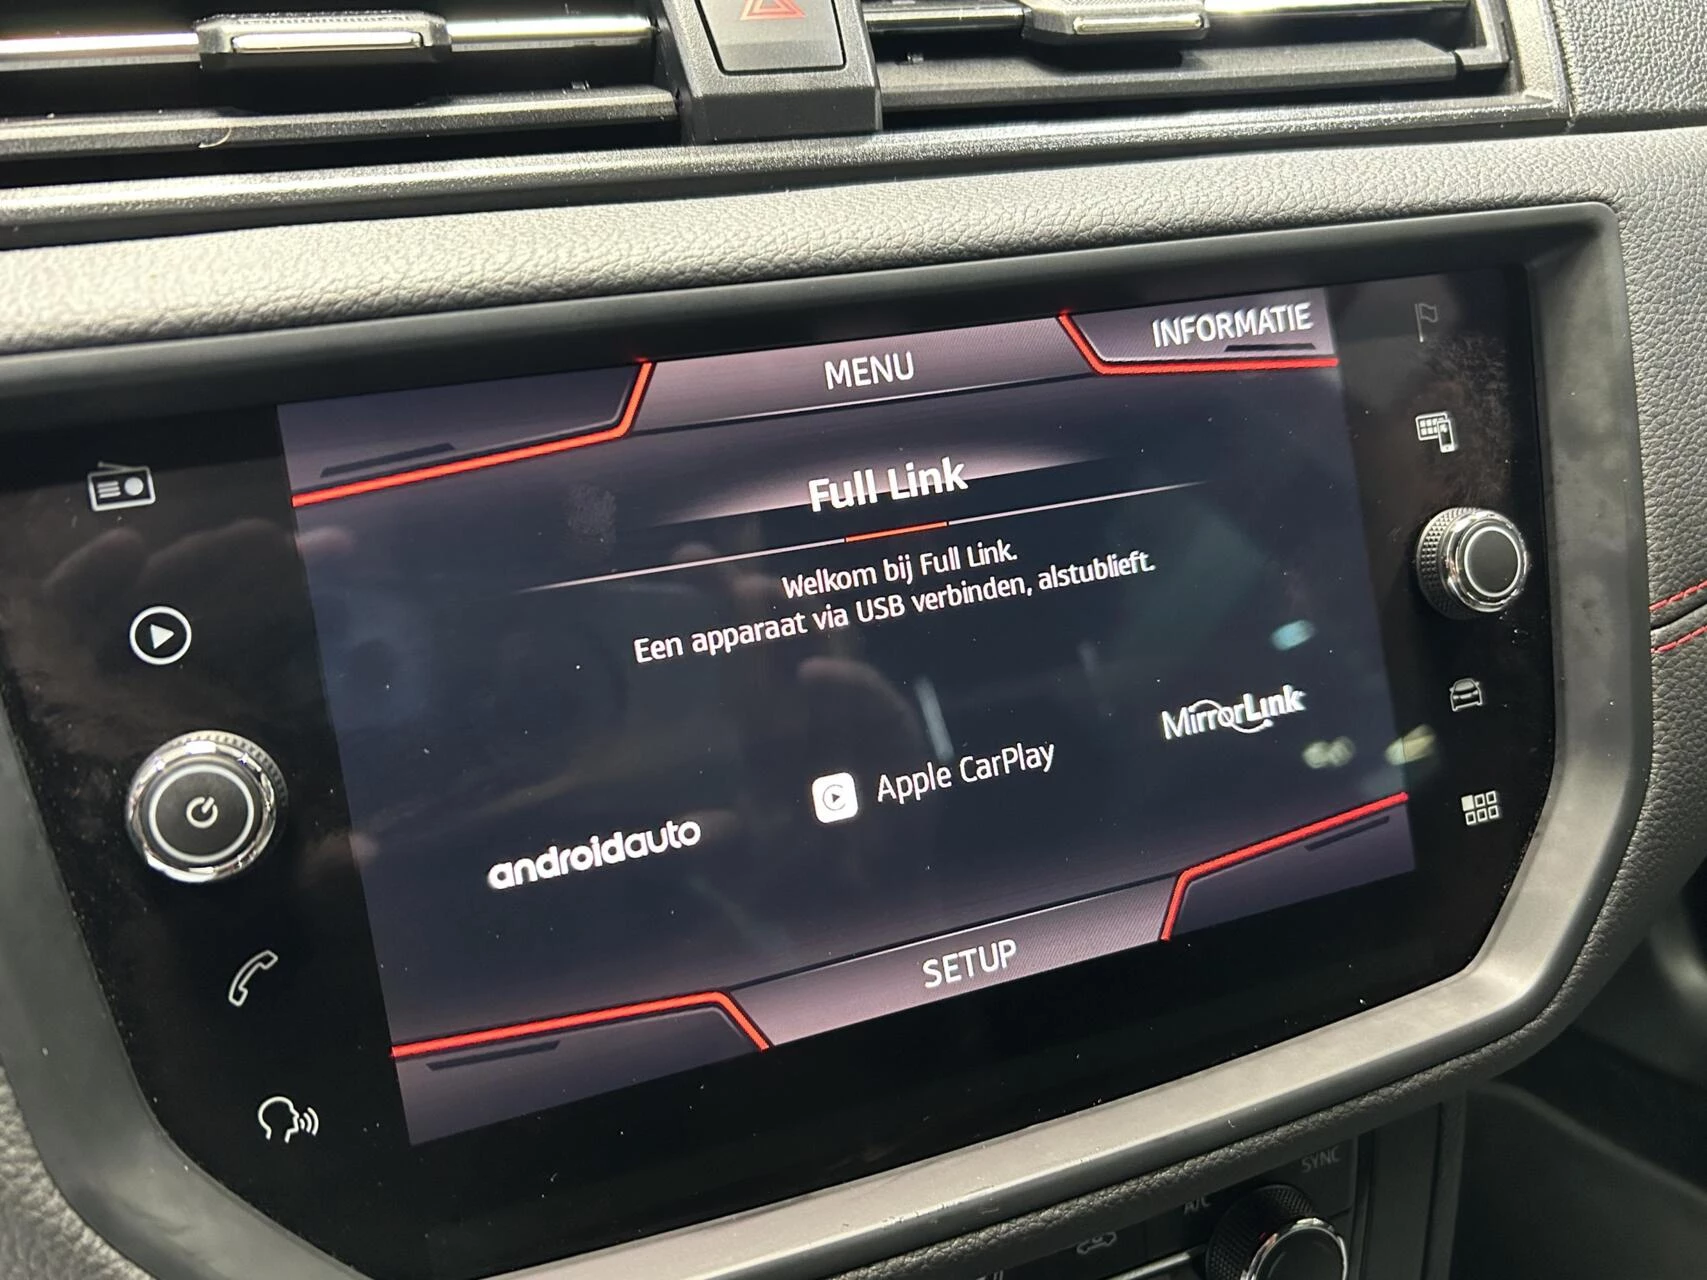 MENU
INFORMATIE
Full Link
Welkom bij Full Link.
Een apparaat via USB verbinden, alstublieft.
androidauto
Apple CarPlay
MirrorLink
SETUP
SYNC
A/C